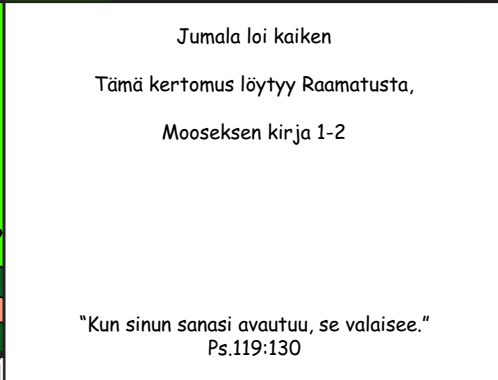 Jumala loi kaiken
Tämä kertomus löytyy Raamatusta,
Mooseksen kirja 1-2
“Kun sinun sanasi avautuu, se valaisee.”
Ps.119:130